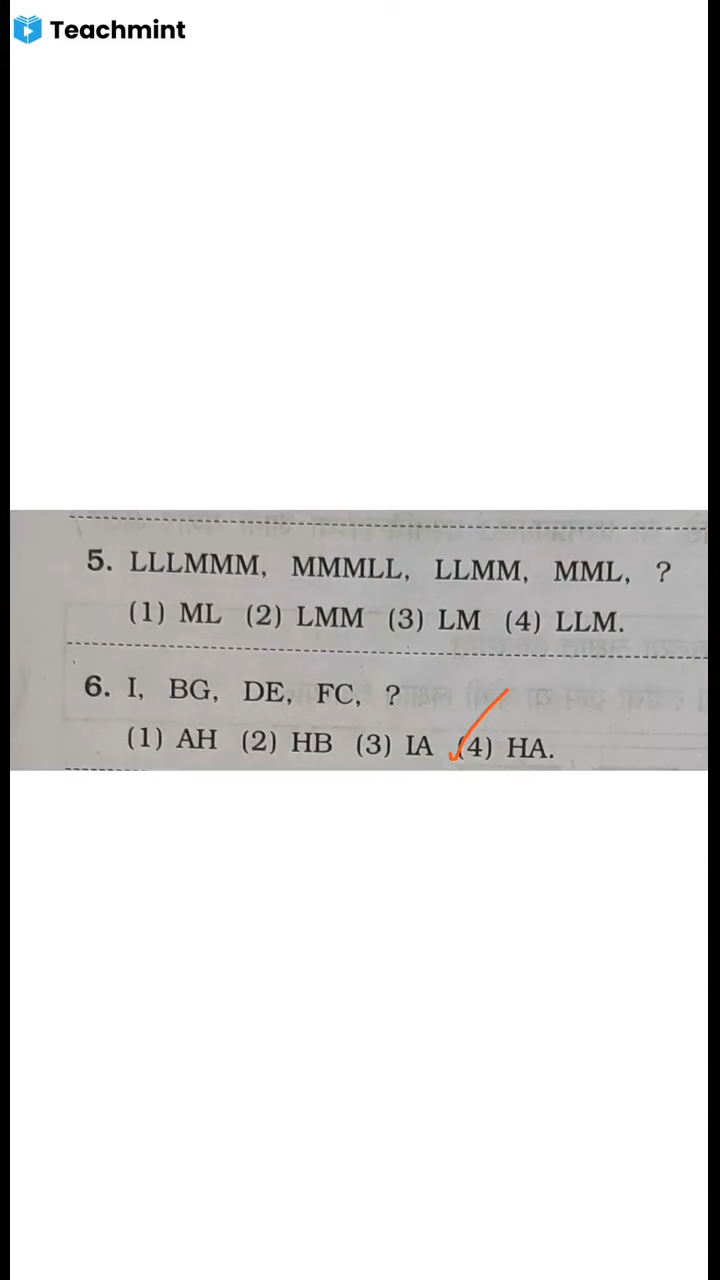 Teachmint
5. LLLMMM, MMMLL, LLMM, MML, ?
(1) ML (2) LMM (3) LM (4) LLM.
6. I, BG, DE, FC, ?
(1) AH (2) HB (3) IA (4) HA.